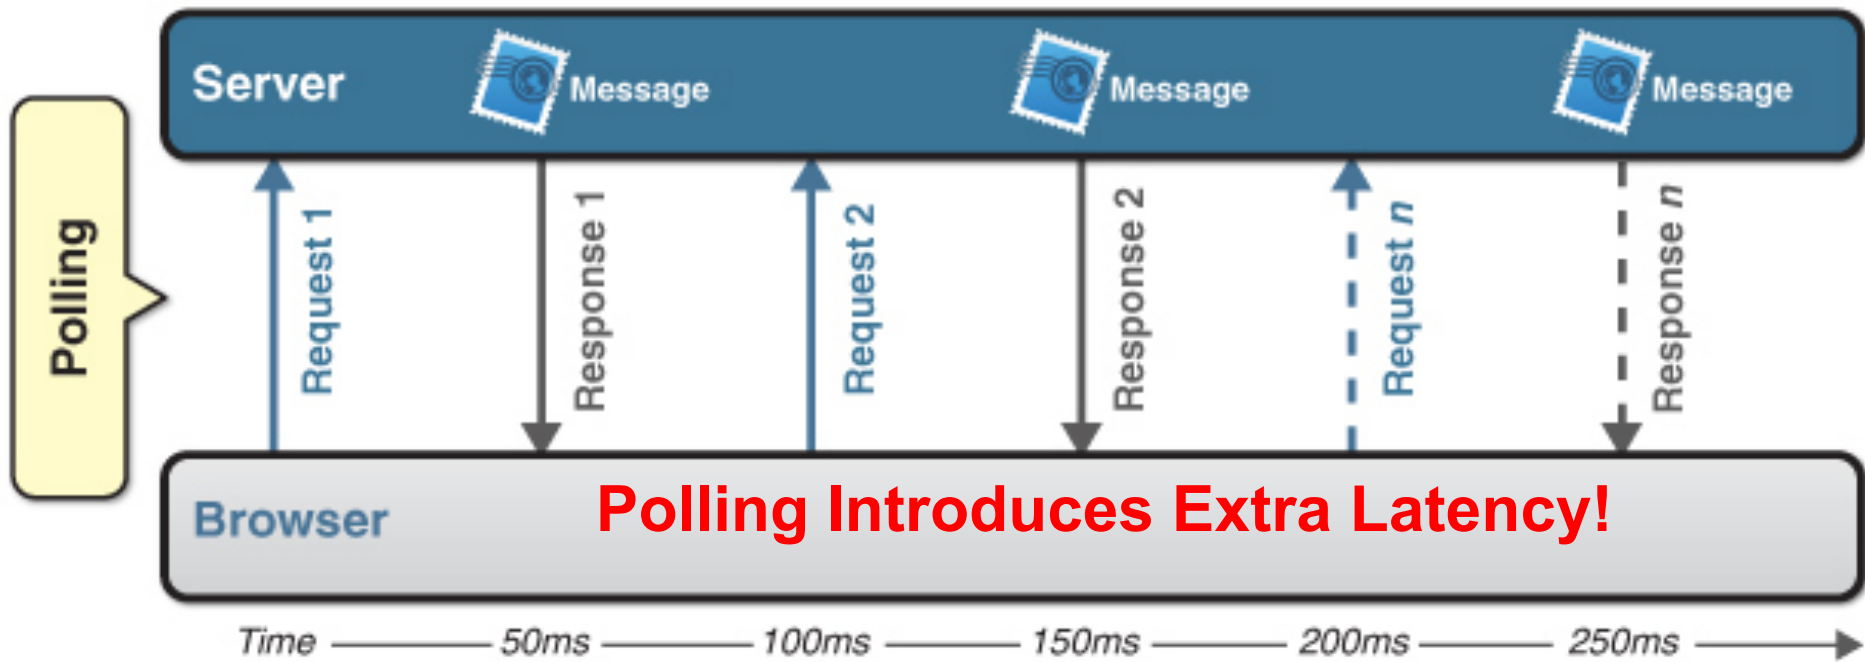 Server
Message
Message
Message
Polling
Request 1
Response 1
Request 2
Response 2
Request n
Response n
Browser
Polling Introduces Extra Latency!
Time 50ms 100ms 150ms 200ms 250ms